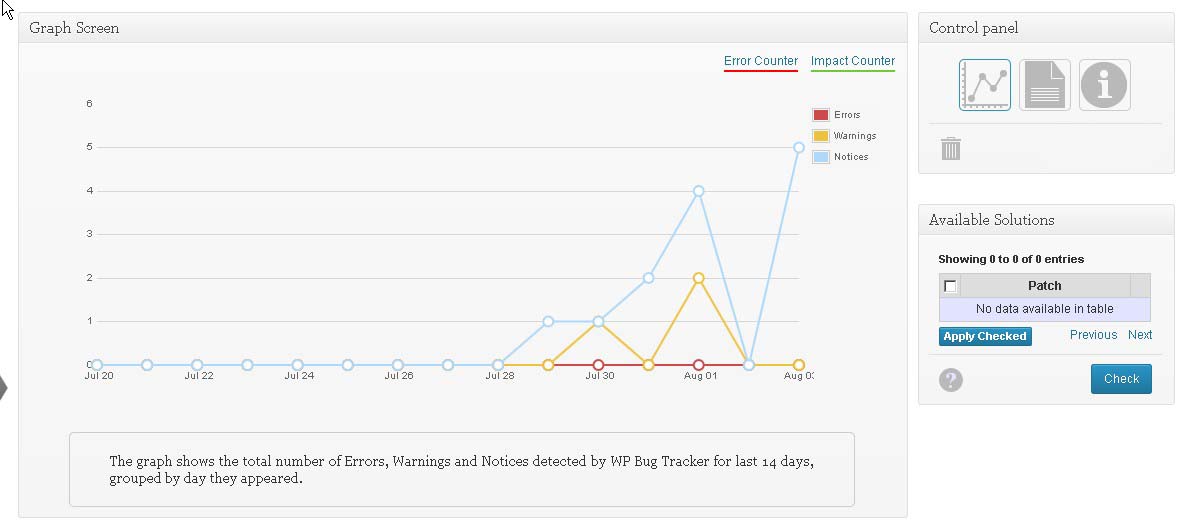 Graph Screen
Error Counter Impact Counter
6
5
4
3
2
1
0
Jul 20 Jul 22 Jul 24 Jul 26 Jul 28 Jul 30 Aug 01 Aug 03
Errors
Warnings
Notices
The graph shows the total number of Errors, Warnings and Notices detected by WP Bug Tracker for last 14 days,
grouped by day they appeared.
Control panel
Available Solutions
Showing 0 to 0 of 0 entries
Patch
No data available in table
Apply Checked Previous Next
? Check